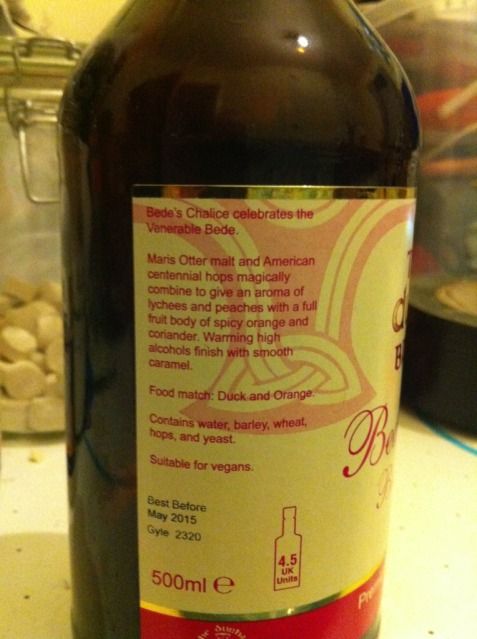 Bede's Chalice celebrates the
Venerable Bede.
Maris Otter malt and American
centennial hops magically
combine to give an aroma of
lychees and peaches with a full
fruit body of spicy orange and
coriander. Warming high
alcohols finish with smooth
caramel.
Food match: Duck and Orange.
Contains water, barley, wheat,
hops, and yeast.
Suitable for vegans.
Best Before
May 2015
Gyle 2320
4.5
UK
Units
500ml e